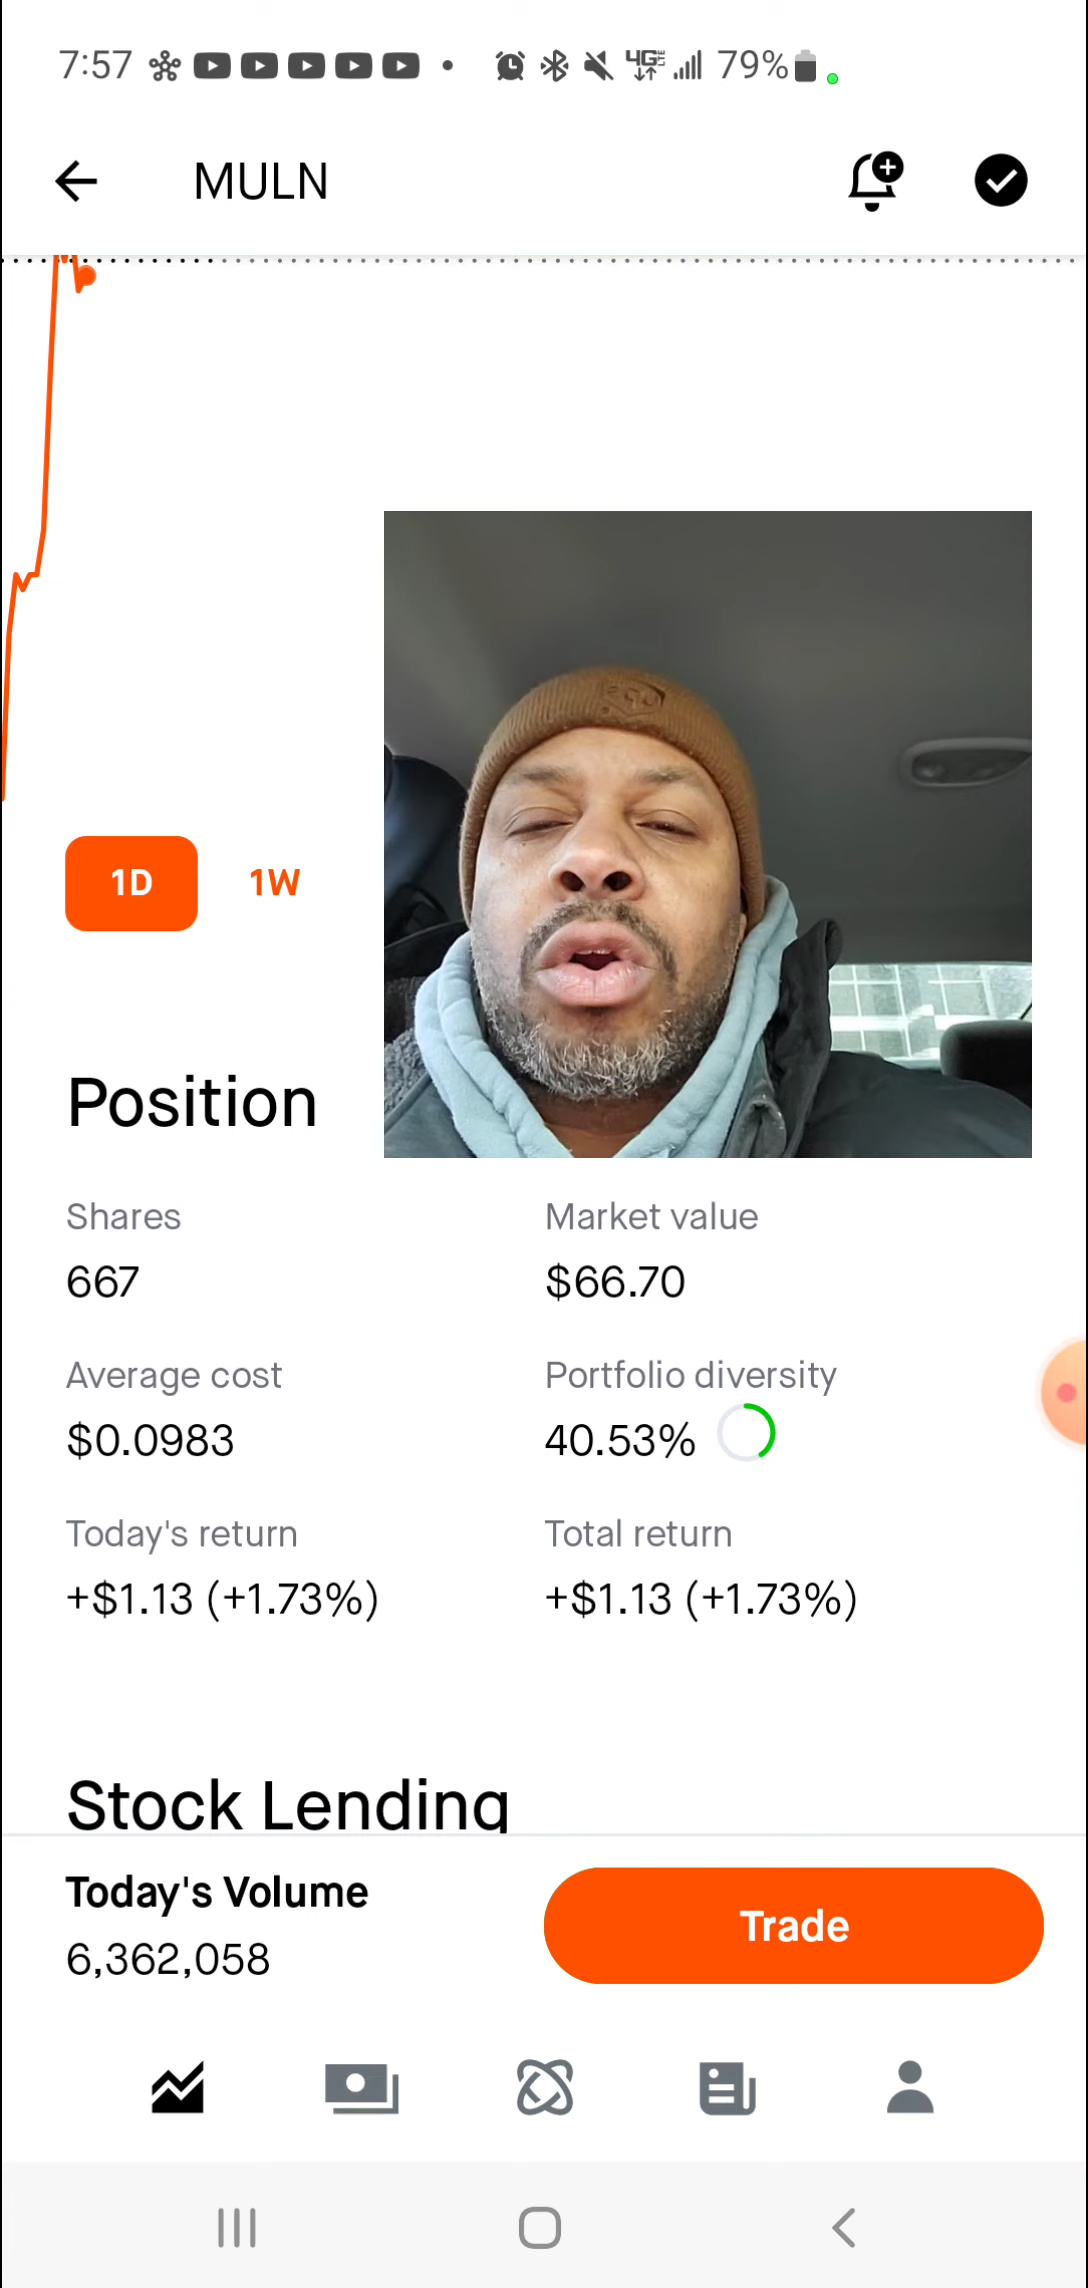 7:57 4G 79%
MULN
1D 1W
Position
Shares Market value
667 $66.70
Average cost Portfolio diversity
$0.0983 40.53%
Today's return Total return
+$1.13 (+1.73%) +$1.13 (+1.73%)
Stock Lending
Today's Volume
6,362,058
Trade